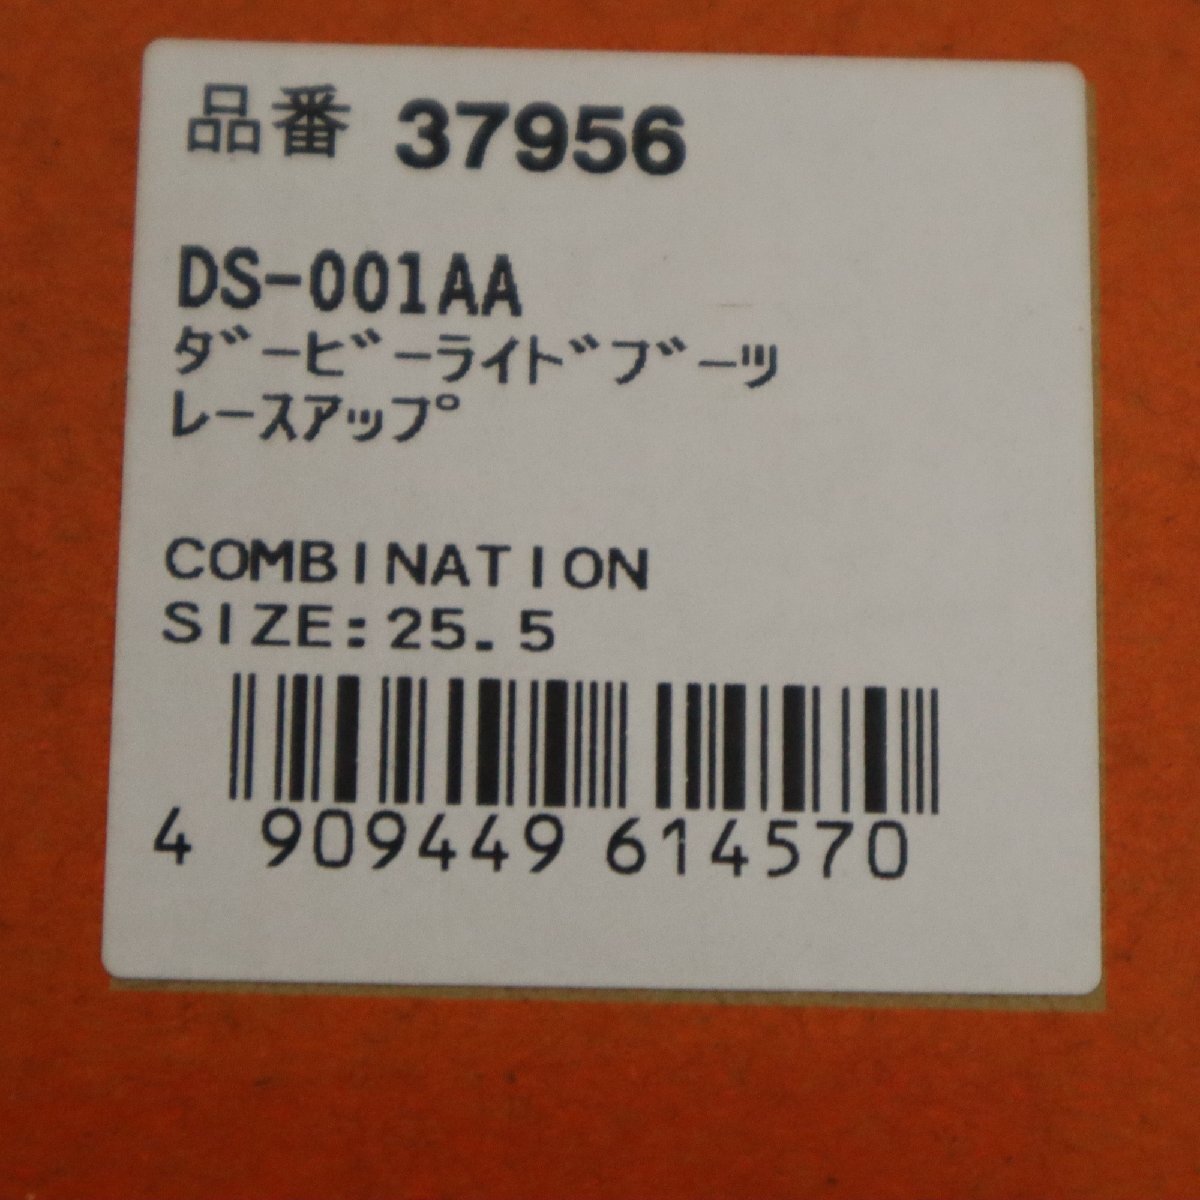 品番 37956
DS-001AA
ﾀﾞｰﾋﾞｰﾗｲﾄﾞﾌﾞｰﾂ
ﾚｰｽｱｯﾌﾟ
COMBINATION
SIZE:25.5
4 909449 614570